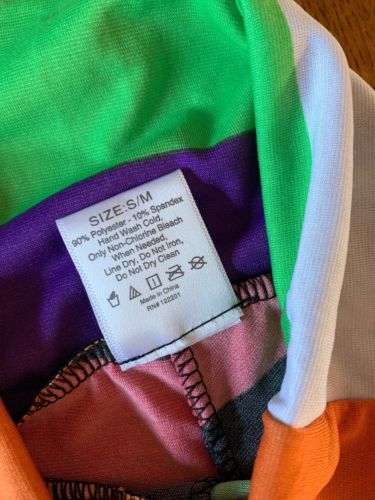 SIZE:S/M
90% Polyester - 10% Spandex
Hand Wash Cold,
Only Non-Chlorine Bleach
When Needed,
Line Dry, Do Not Iron,
Do Not Dry Clean
Made in China
RN# 122201